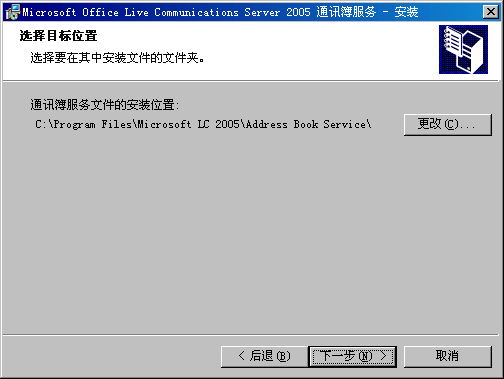 Microsoft Office Live Communications Server 2005 通讯簿服务 - 安装
选择目标位置
选择要在其中安装文件的文件夹。
通讯簿服务文件的安装位置:
C:\Program Files\Microsoft LC 2005\Address Book Service\
更改(C)...
< 后退(B)
下一步(N) >
取消